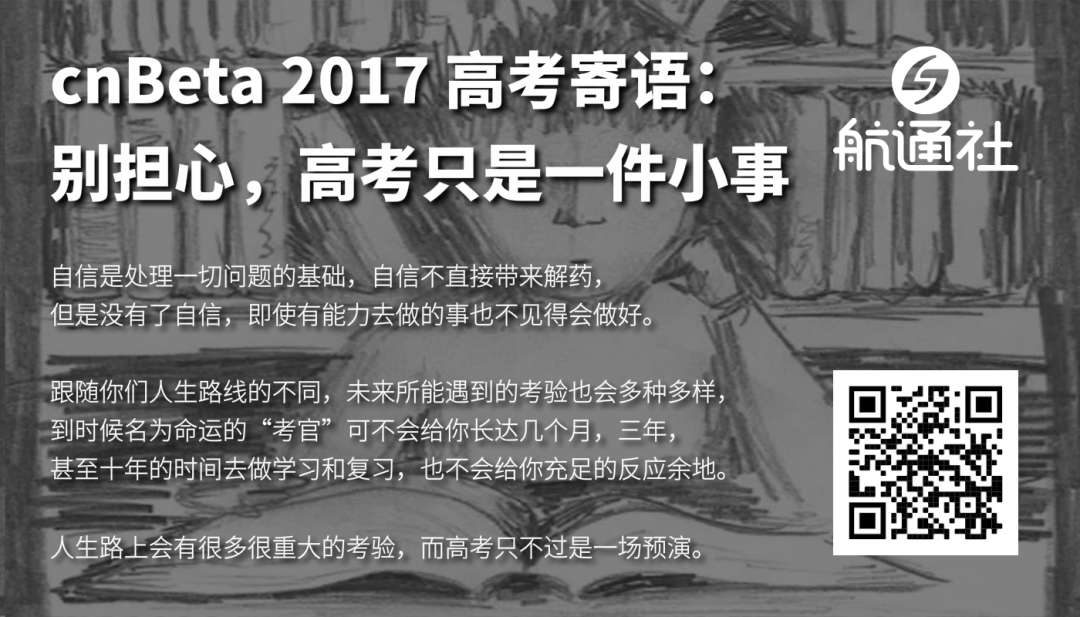 cnBeta 2017 高考寄语：
别担心，高考只是一件小事
航通社
自信是处理一切问题的基础，自信不直接带来解药，
但是没有了自信，即使有能力去做的事也不见得会做好。
跟随你们人生路线的不同，未来所能遇到的考验也会多种多样，
到时候名为命运的“考官”可不会给你长达几个月，三年，
甚至十年的时间去做学习和复习，也不会给你充足的反应余地。
人生路上会有很多很重大的考验，而高考只不过是一场预演。